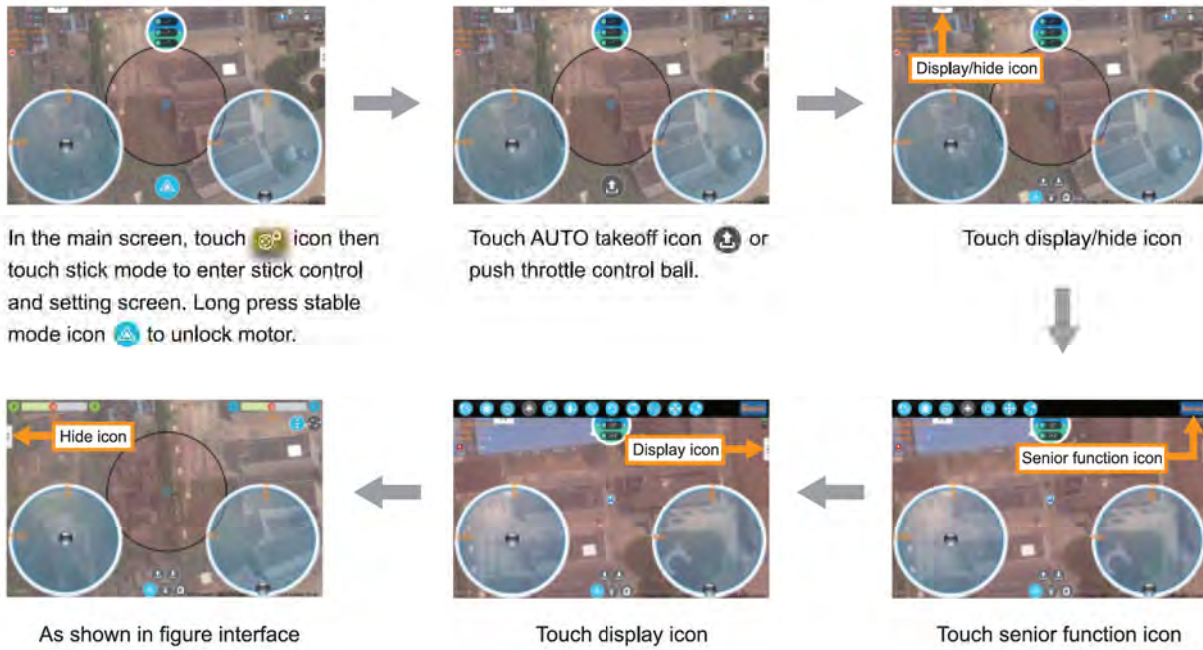 In the main screen, touch icon then
touch stick mode to enter stick control
and setting screen. Long press stable
mode icon to unlock motor.
Touch AUTO takeoff icon or
push throttle control ball.
Display/hide icon
Touch display/hide icon
Senior function icon
Touch senior function icon
Display icon
Touch display icon
Hide icon
As shown in figure interface